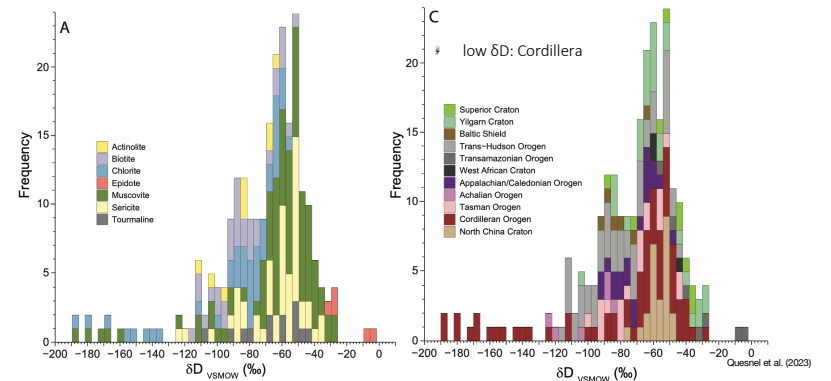 A
Frequency
20
15
10
5
0
Actinolite
Biotite
Chlorite
Epidote
Muscovite
Sericite
Tourmaline
−200 −180 −160 −140 −120 −100 −80 −60 −40 −20 0
δD VSMOW (‰)
C
low δD: Cordillera
Frequency
20
15
10
5
0
Superior Craton
Yilgarn Craton
Baltic Shield
Trans-Hudson Orogen
Transamazonian Orogen
West African Craton
Appalachian/Caledonian Orogen
Achalian Orogen
Tasman Orogen
Cordilleran Orogen
North China Craton
−200 −180 −160 −140 −120 −100 −80 −60 −40 −20 0
δD VSMOW (‰)
Quesnel et al. (2023)